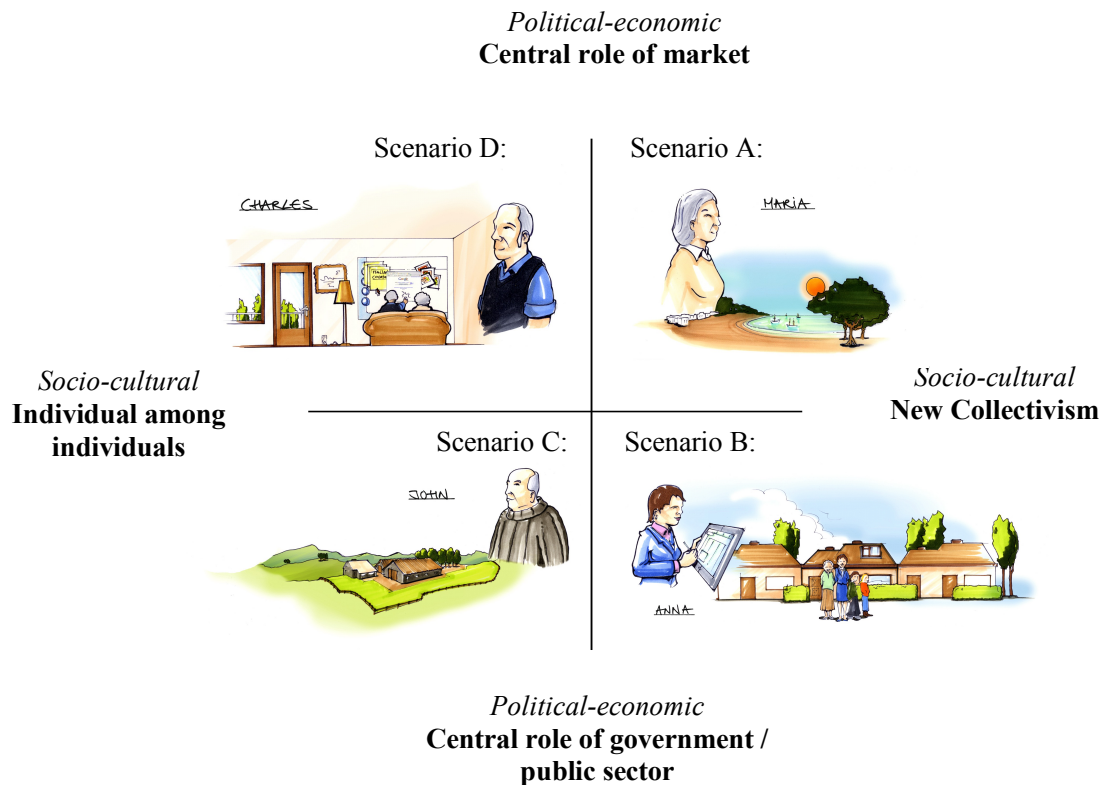 Political-economic
Central role of market
Scenario D:
Scenario A:
CHARLES
MARIA
Socio-cultural
Individual among
individuals
Socio-cultural
New Collectivism
Scenario C:
Scenario B:
JOHN
ANNA
Political-economic
Central role of government /
public sector